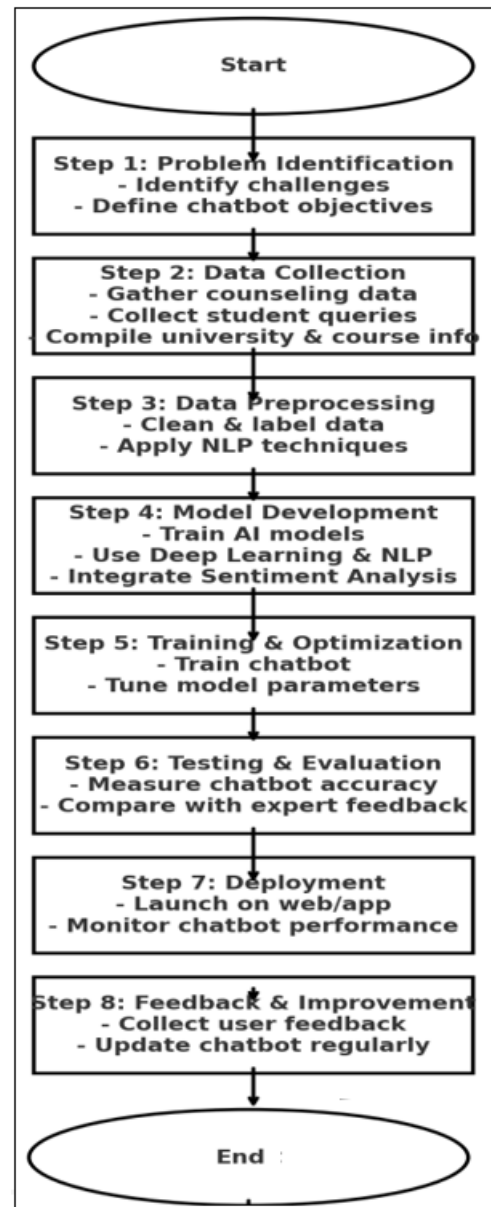 Start
Step 1: Problem Identification
- Identify challenges
- Define chatbot objectives
Step 2: Data Collection
- Gather counseling data
- Collect student queries
- Compile university & course info
Step 3: Data Preprocessing
- Clean & label data
- Apply NLP techniques
Step 4: Model Development
- Train AI models
- Use Deep Learning & NLP
- Integrate Sentiment Analysis
Step 5: Training & Optimization
- Train chatbot
- Tune model parameters
Step 6: Testing & Evaluation
- Measure chatbot accuracy
- Compare with expert feedback
Step 7: Deployment
- Launch on web/app
- Monitor chatbot performance
Step 8: Feedback & Improvement
- Collect user feedback
- Update chatbot regularly
End